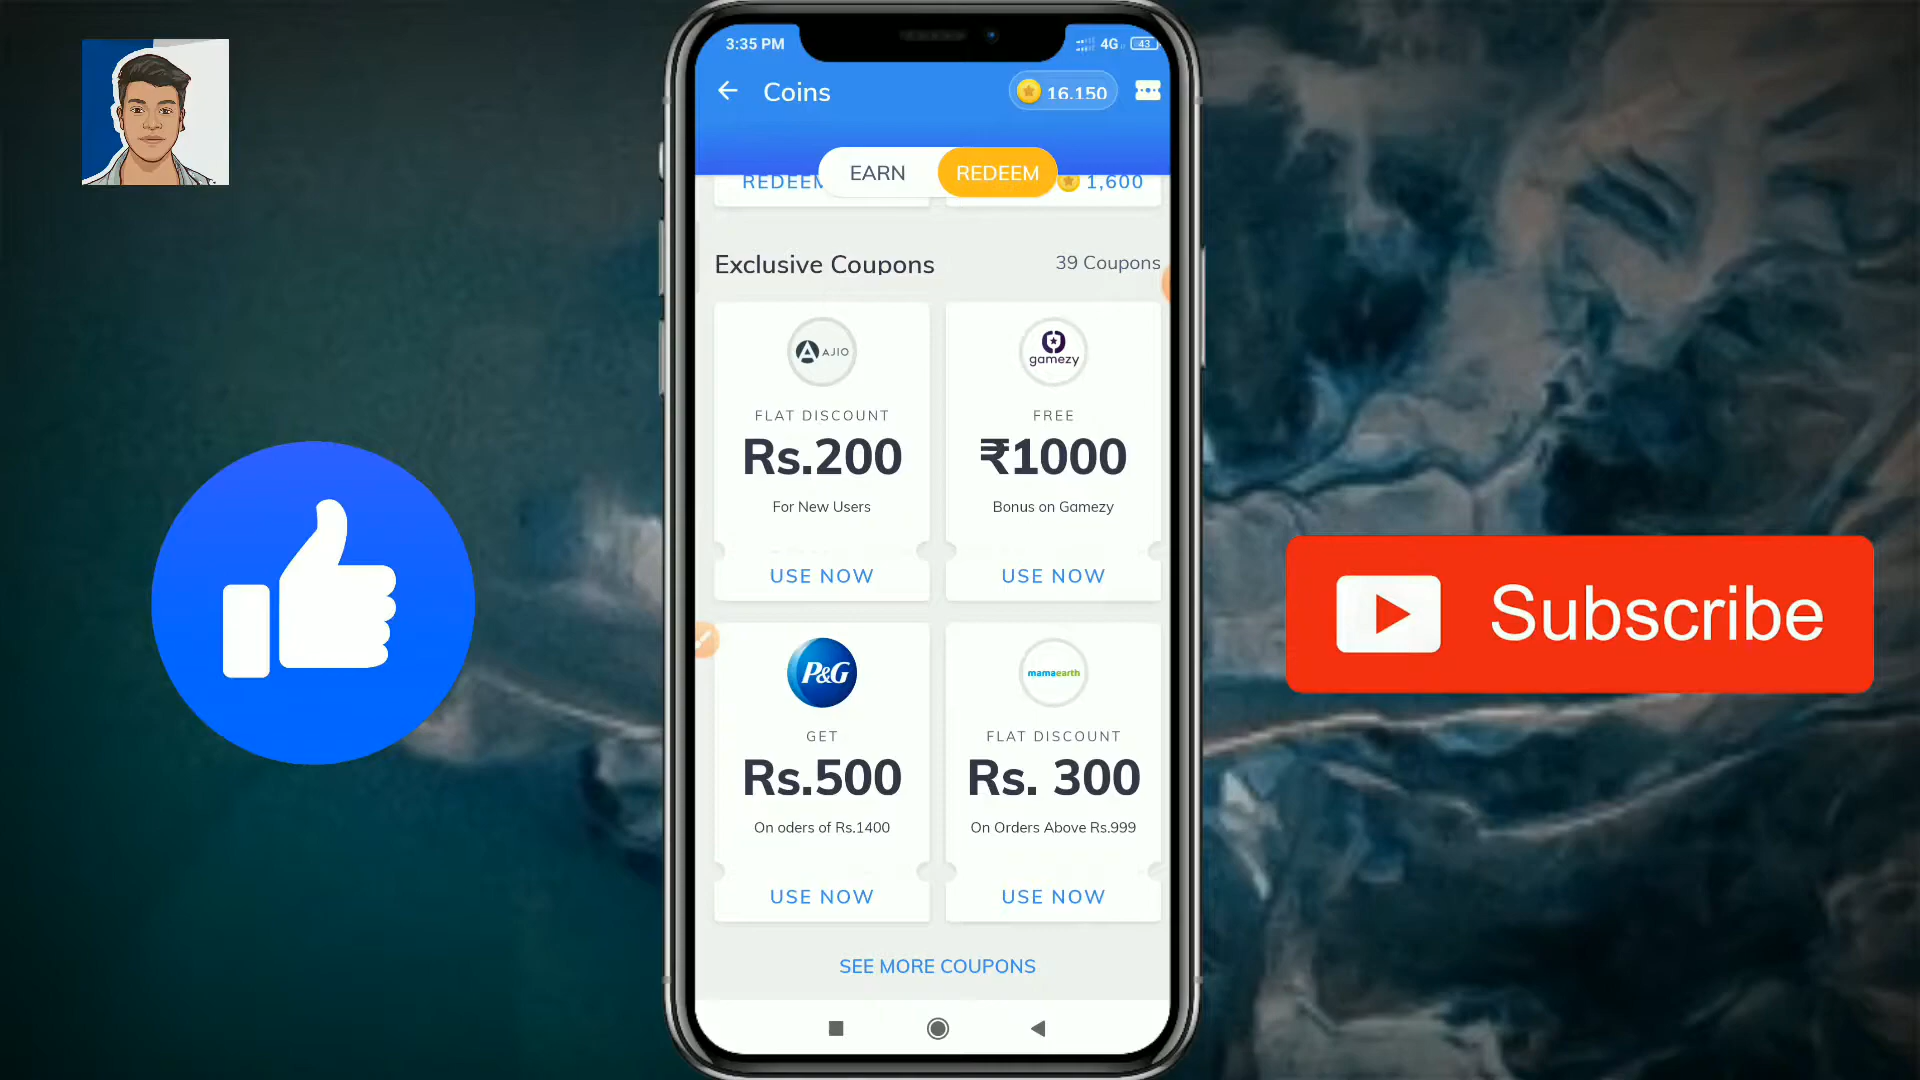 3:35 PM
4G
43
Coins
16,150
EARN
REDEEM
REDEEM
1,600
Exclusive Coupons
39 Coupons
AJIO
FLAT DISCOUNT
Rs.200
For New Users
USE NOW
gamezy
FREE
₹1000
Bonus on Gamezy
USE NOW
P&G
GET
Rs.500
On oders of Rs.1400
USE NOW
mamaearth
FLAT DISCOUNT
Rs. 300
On Orders Above Rs.999
USE NOW
SEE MORE COUPONS
Subscribe